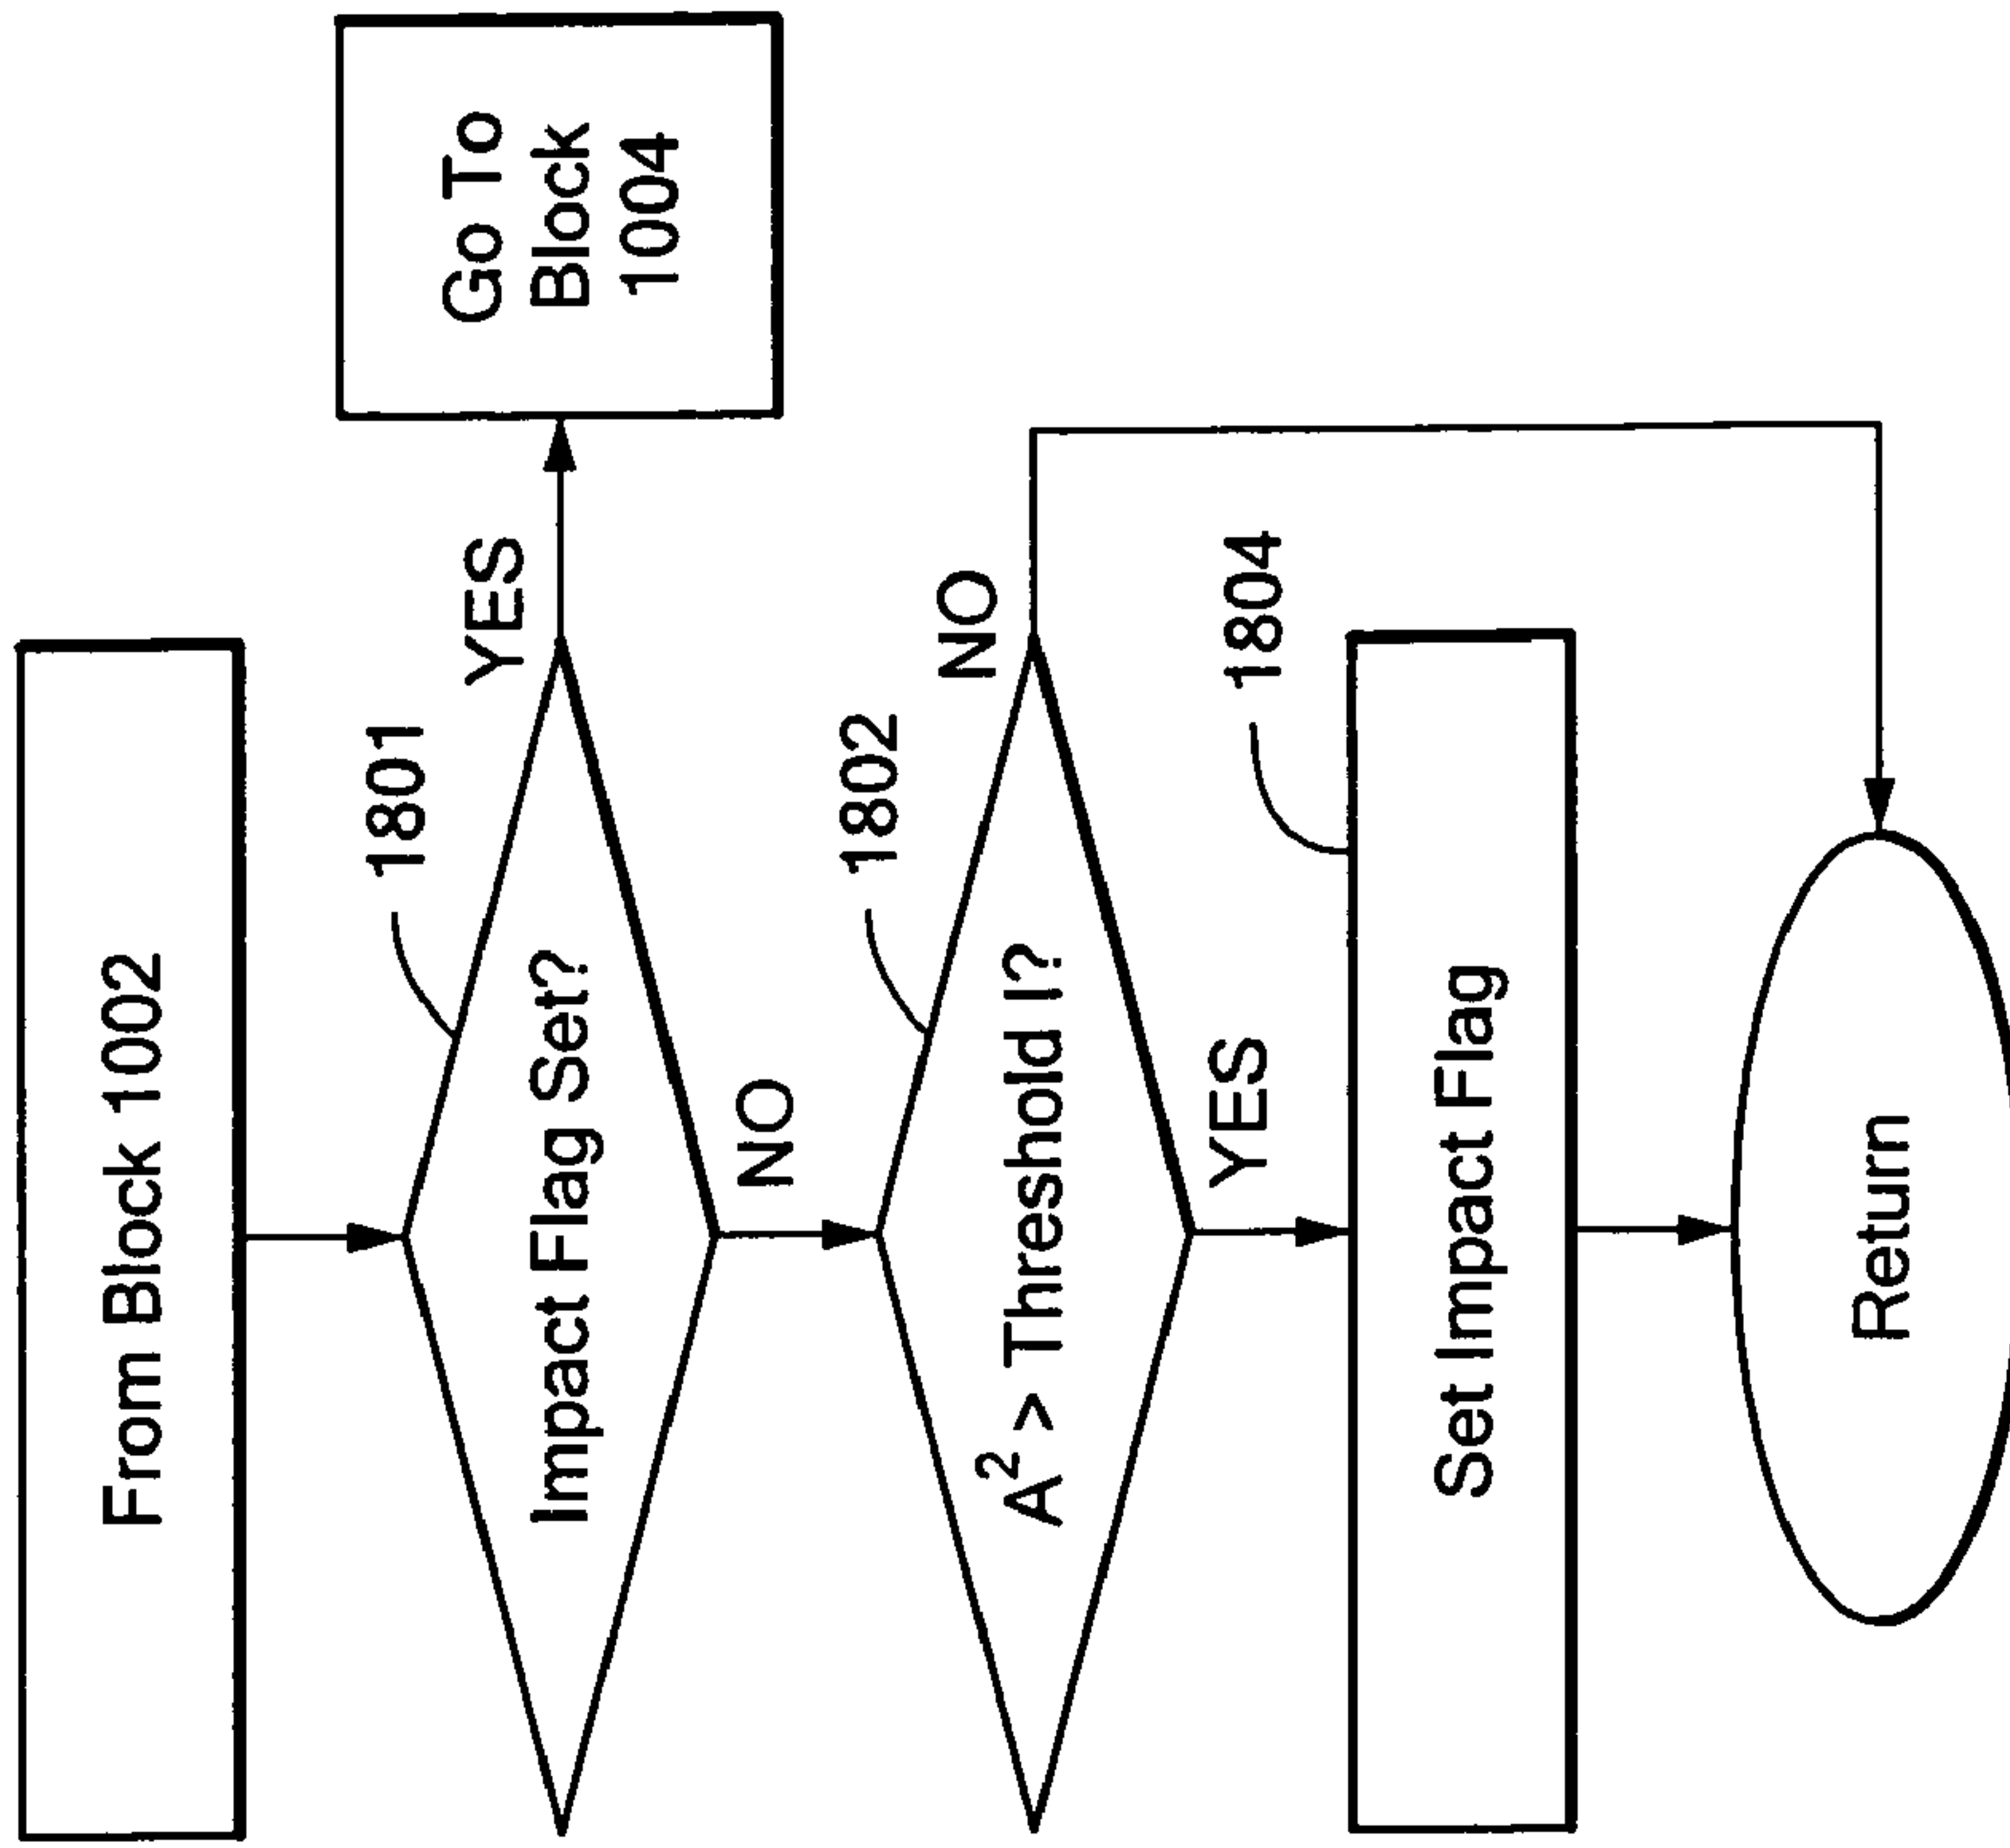 From Block 1002
1801
Impact Flag Set?
YES
Go To
Block
1004
NO
1802
A² > Threshold I?
NO
YES
1804
Set Impact Flag
Return